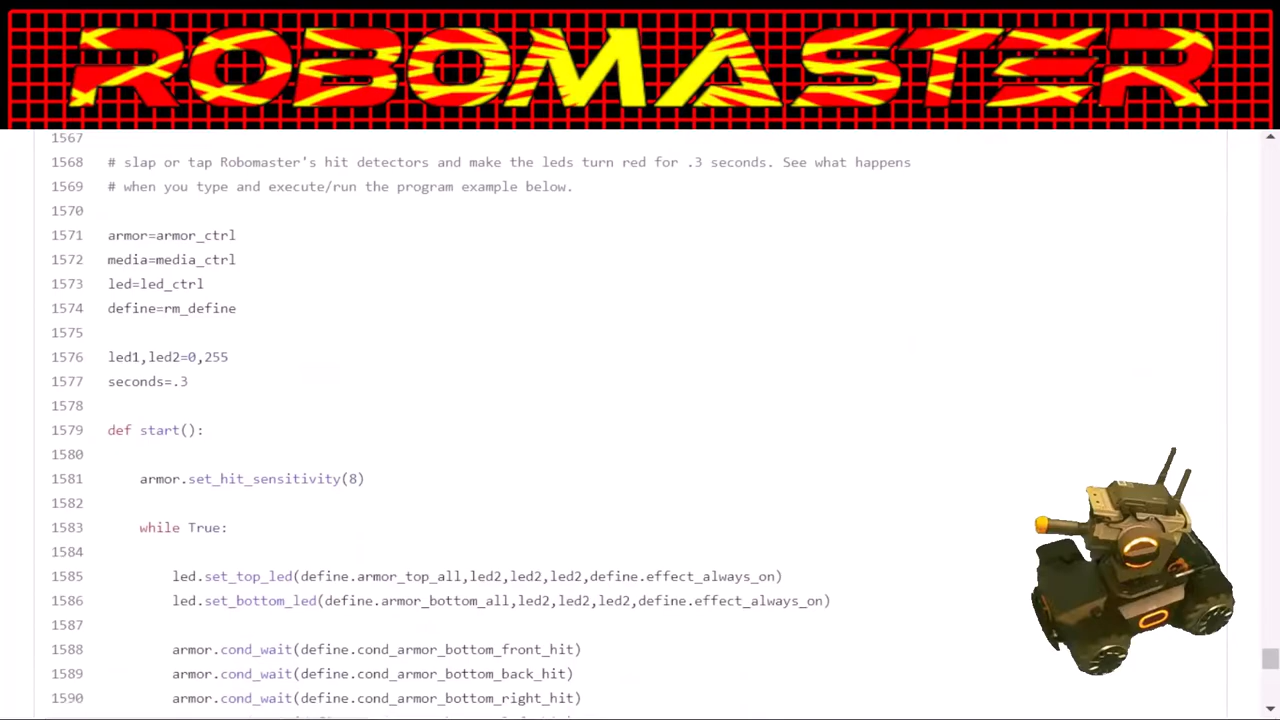 ROBOMASTER
1567
1568 # slap or tap Robomaster's hit detectors and make the leds turn red for .3 seconds. See what happens
1569 # when you type and execute/run the program example below.
1570
1571 armor=armor_ctrl
1572 media=media_ctrl
1573 led=led_ctrl
1574 define=rm_define
1575
1576 led1,led2=0,255
1577 seconds=.3
1578
1579 def start():
1580
1581     armor.set_hit_sensitivity(8)
1582
1583     while True:
1584
1585         led.set_top_led(define.armor_top_all,led2,led2,led2,define.effect_always_on)
1586         led.set_bottom_led(define.armor_bottom_all,led2,led2,led2,define.effect_always_on)
1587
1588         armor.cond_wait(define.cond_armor_bottom_front_hit)
1589         armor.cond_wait(define.cond_armor_bottom_back_hit)
1590         armor.cond_wait(define.cond_armor_bottom_right_hit)